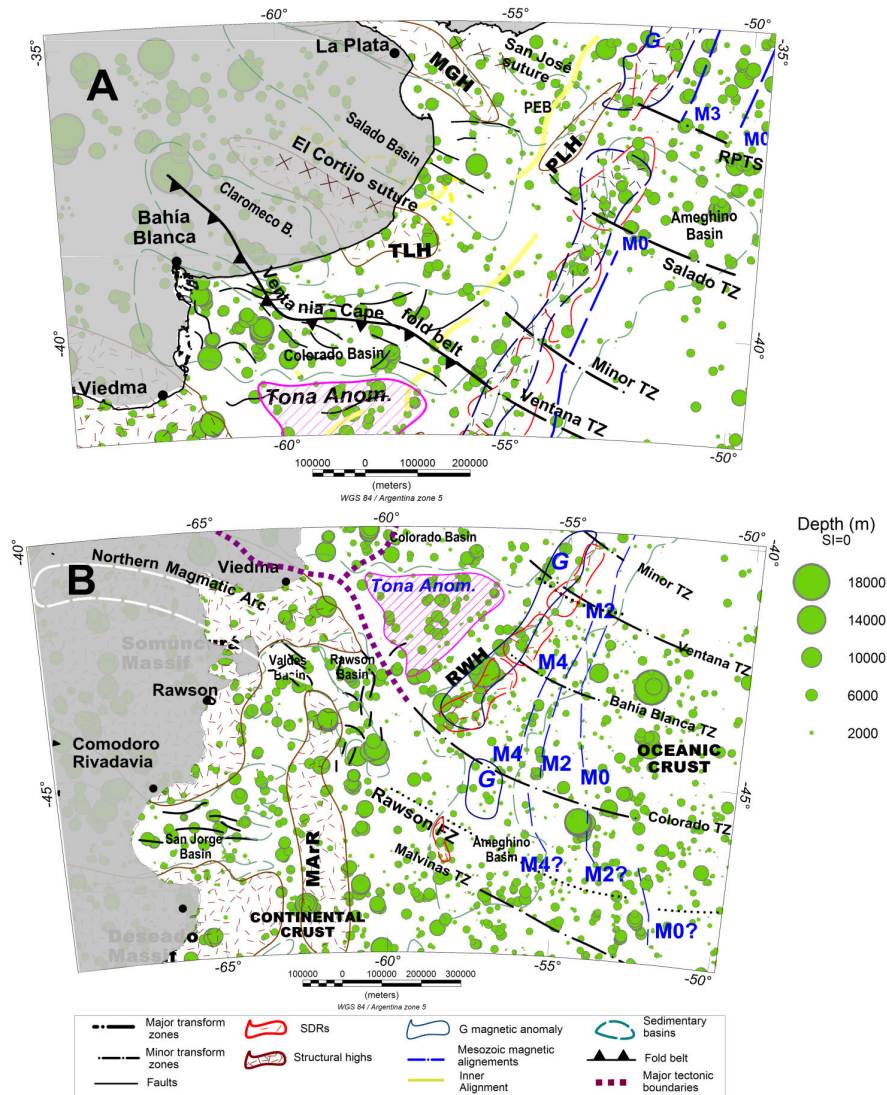 -60°
-55°
-50°
-35°
La Plata
San José
suture
G
-35°
A
MGH
PEB
M3
M0
Salado Basin
PLH
RPTS
El Cortijo suture
Ameghino
Basin
Claromeco B.
Bahía
Blanca
M0
TLH
Salado TZ
Ventania - Cape
fold belt
-40°
-40°
Colorado Basin
Minor TZ
Viedma
Tona Anom.
Ventana TZ
-60°
-55°
-50°
100000 0 100000 200000
(meters)
WGS 84 / Argentina zone 5
-65°
-60°
-55°
-50°
-40°
-40°
Colorado Basin
Northern Magmatic Arc
Viedma
G
B
Tona Anom.
Minor TZ
M2
Massif
Valdes
Basin
Rawson
Basin
RWH
M4
Ventana TZ
Rawson
Bahía Blanca TZ
Comodoro
Rivadavia
M4
M2
M0
OCEANIC
CRUST
-45°
G
-45°
Rawson FZ
Colorado TZ
San Jorge
Basin
MArR
Ameghino
Basin
M4?
M2?
Malvinas TZ
M0?
CONTINENTAL
CRUST
Deseado
Massif
-65°
-60°
-55°
-50°
100000 0 100000 200000 300000
(meters)
WGS 84 / Argentina zone 5
Depth (m)
SI=0
18000
14000
10000
6000
2000
Major transform
zones
SDRs
G magnetic anomaly
Sedimentary
basins
Minor transform
zones
Structural highs
Mesozoic magnetic
alignements
Fold belt
Faults
Inner
Alignment
Major tectonic
boundaries